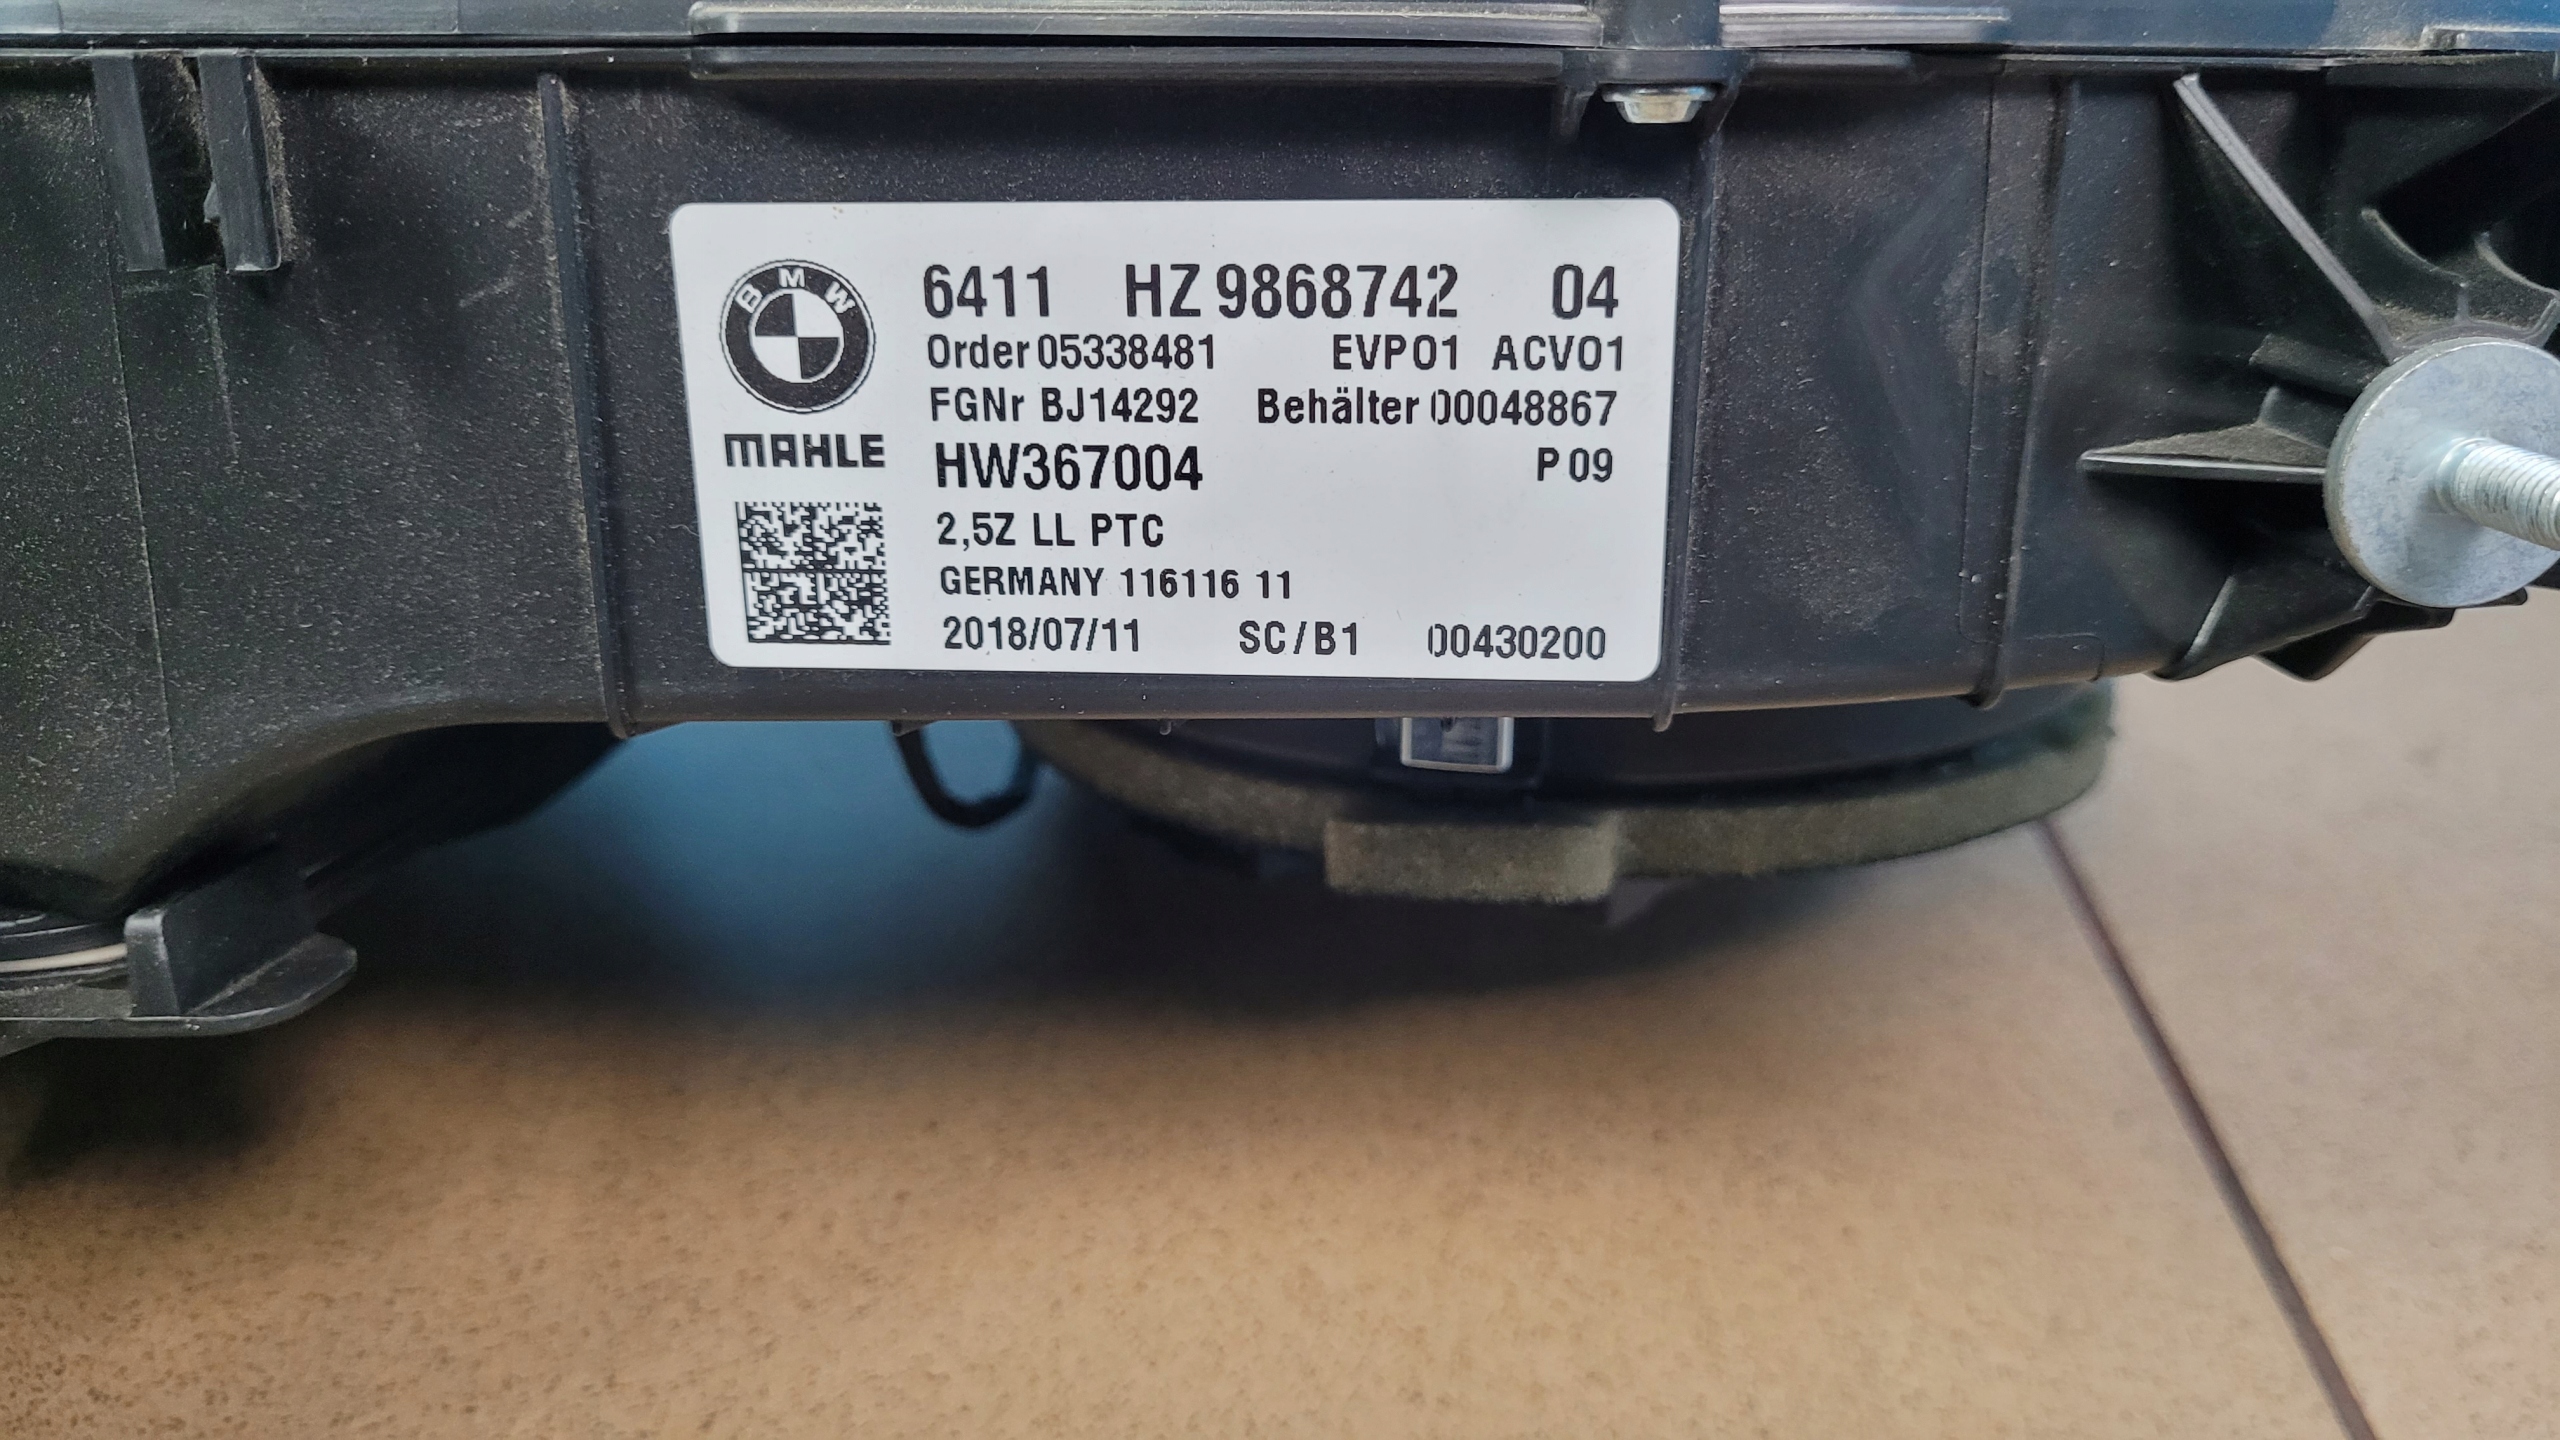 BMW
6411 HZ 9868742 04
Order 05338481 EVP01 ACV01
FGNr BJ14292 Behälter 00048867
MAHLE
HW367004 P 09
2,5Z LL PTC
GERMANY 116116 11
2018/07/11 SC/B1 00430200